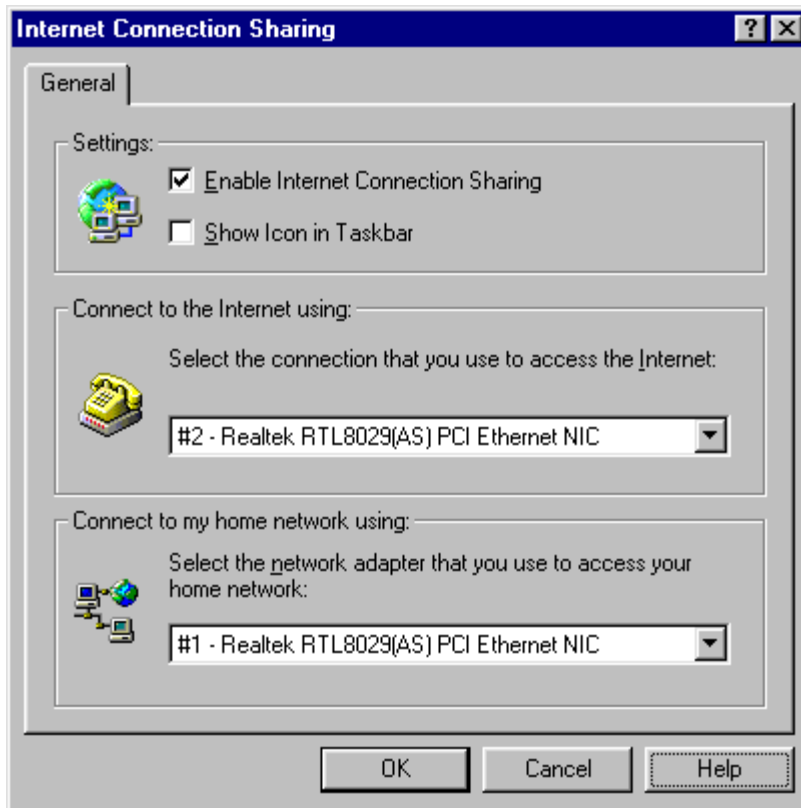 Internet Connection Sharing
General
Settings:
Enable Internet Connection Sharing
Show Icon in Taskbar
Connect to the Internet using:
Select the connection that you use to access the Internet:
#2 - Realtek RTL8029(AS) PCI Ethernet NIC
Connect to my home network using:
Select the network adapter that you use to access your
home network:
#1 - Realtek RTL8029(AS) PCI Ethernet NIC
OK Cancel Help